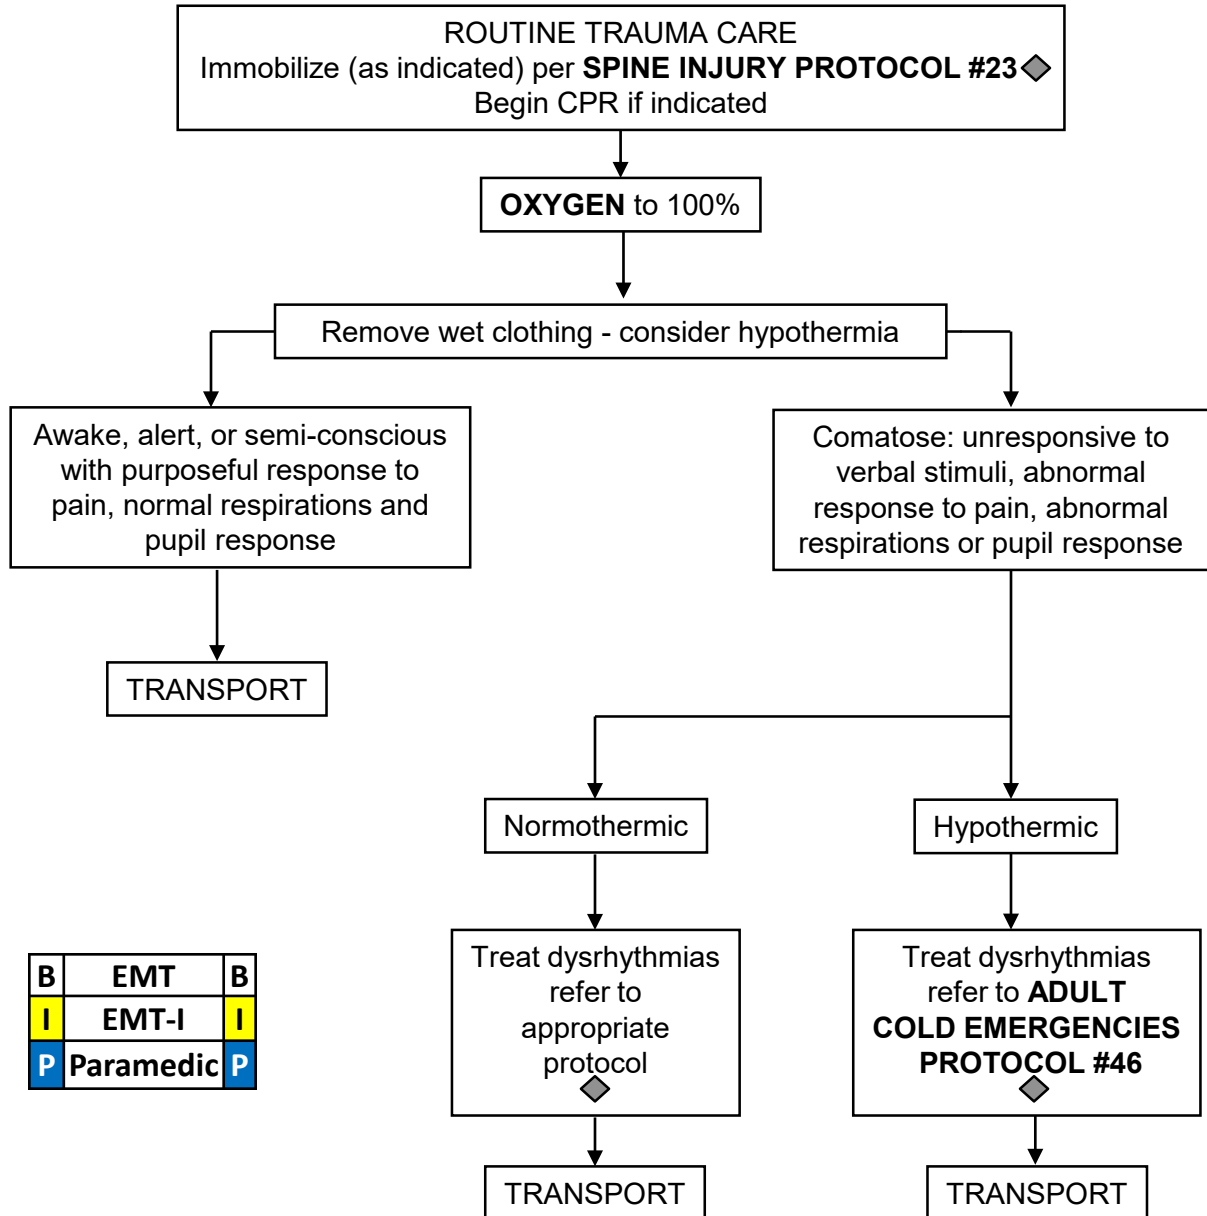 ROUTINE TRAUMA CARE
Immobilize (as indicated) per SPINE INJURY PROTOCOL #23
Begin CPR if indicated
OXYGEN to 100%
Remove wet clothing - consider hypothermia
Awake, alert, or semi-conscious
with purposeful response to
pain, normal respirations and
pupil response
TRANSPORT
Comatose: unresponsive to
verbal stimuli, abnormal
response to pain, abnormal
respirations or pupil response
Normothermic
Treat dysrhythmias
refer to
appropriate
protocol
TRANSPORT
Hypothermic
Treat dysrhythmias
refer to ADULT
COLD EMERGENCIES
PROTOCOL #46
TRANSPORT
B EMT B
I EMT-I I
P Paramedic P